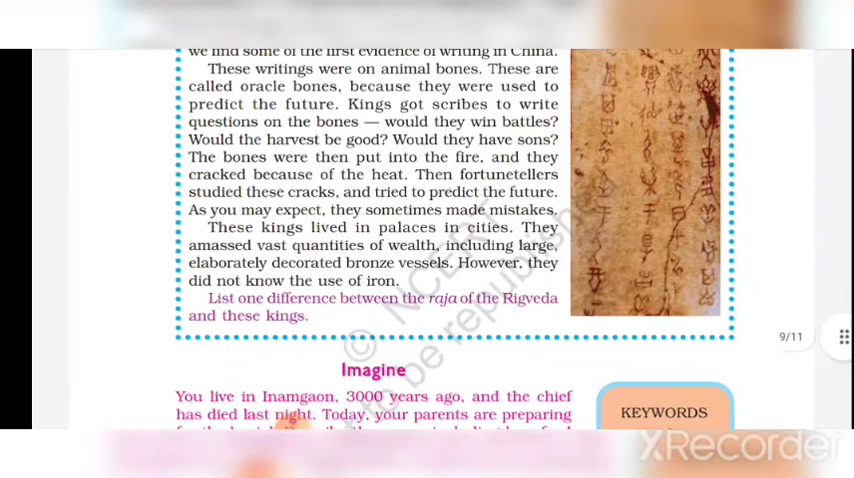 we find some of the first evidence of writing in China.
These writings were on animal bones. These are
called oracle bones, because they were used to
predict the future. Kings got scribes to write
questions on the bones — would they win battles?
Would the harvest be good? Would they have sons?
The bones were then put into the fire, and they
cracked because of the heat. Then fortunetellers
studied these cracks, and tried to predict the future.
As you may expect, they sometimes made mistakes.
These kings lived in palaces in cities. They
amassed vast quantities of wealth, including large,
elaborately decorated bronze vessels. However, they
did not know the use of iron.
List one difference between the raja of the Rigveda
and these kings.
9/11
© NCERT
to be republished
Imagine
You live in Inamgaon, 3000 years ago, and the chief
has died last night. Today, your parents are preparing
KEYWORDS
XRecorder